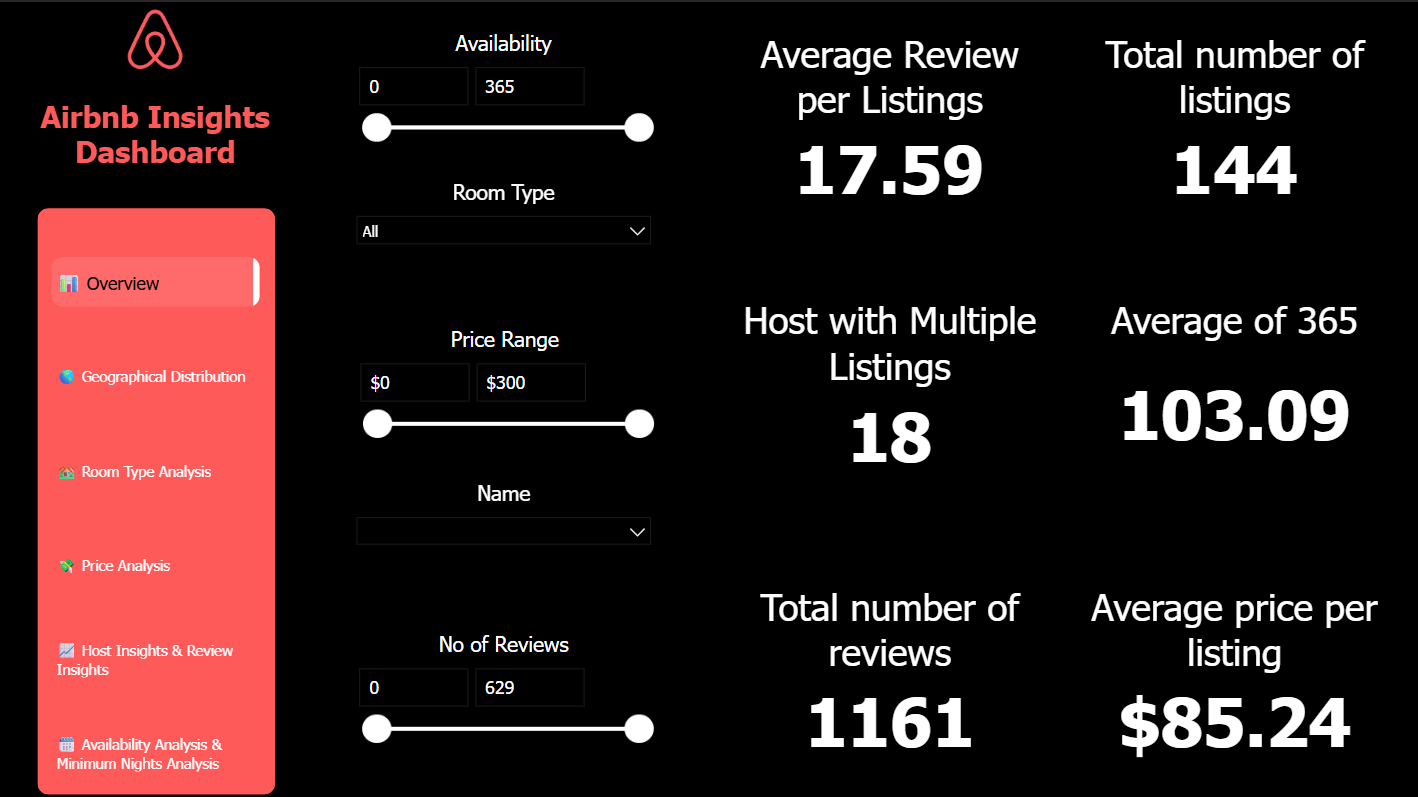 Airbnb Insights
Dashboard
Overview
Geographical Distribution
Room Type Analysis
Price Analysis
Host Insights & Review
Insights
Availability Analysis &
Minimum Nights Analysis
Availability
0
365
Room Type
All
Price Range
$0
$300
Name
No of Reviews
0
629
Average Review
per Listings
17.59
Total number of
listings
144
Host with Multiple
Listings
18
Average of 365
103.09
Total number of
reviews
1161
Average price per
listing
$85.24